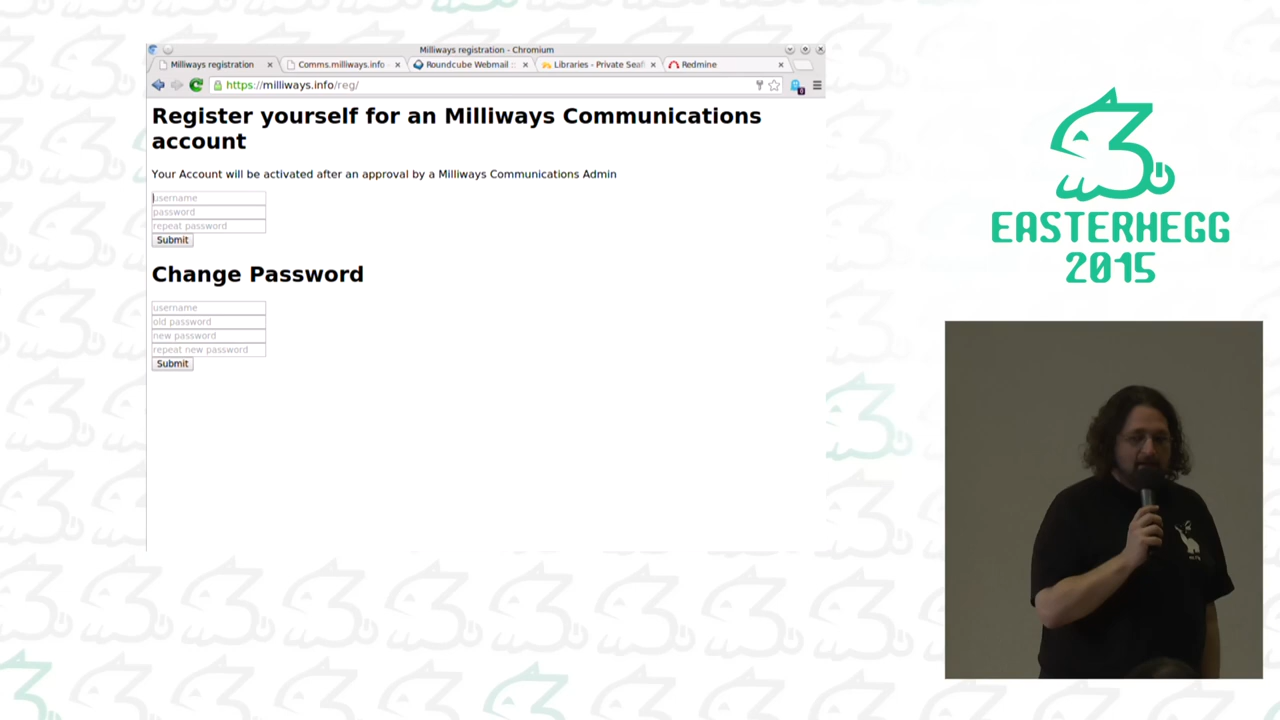 Milliways registration - Chromium
Milliways registration
Comms.milliways.info
Roundcube Webmail ::
Libraries - Private Seaf
Redmine
https://milliways.info/reg/
Register yourself for an Milliways Communications
account
Your Account will be activated after an approval by a Milliways Communications Admin
username
password
repeat password
Submit
Change Password
username
old password
new password
repeat new password
Submit
EASTERHEGG
2015